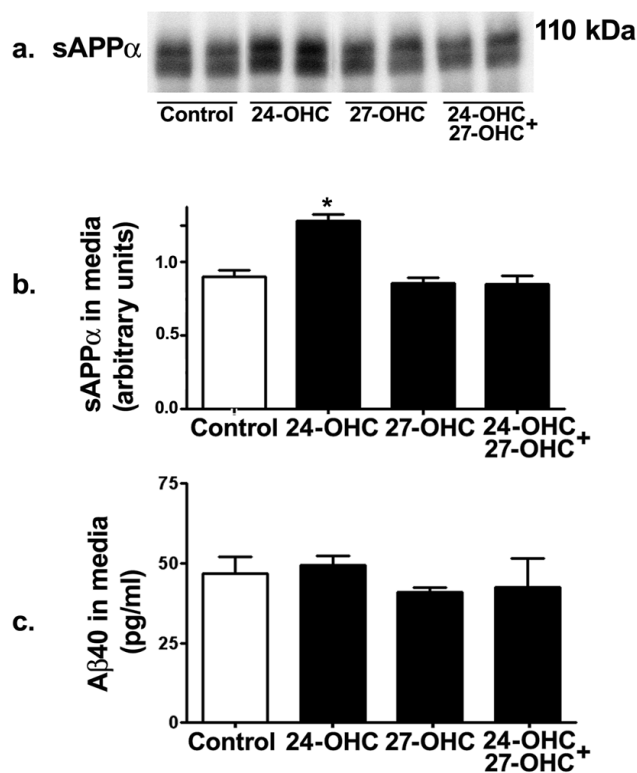 a. sAPPα 110 kDa
Control 24-OHC 27-OHC 24-OHC+
27-OHC
b.
sAPPα in media
(arbitrary units)
*
1.0
0.5
0.0
Control 24-OHC 27-OHC 24-OHC+
27-OHC
c.
Aβ40 in media
(pg/ml)
75
50
25
0
Control 24-OHC 27-OHC 24-OHC+
27-OHC